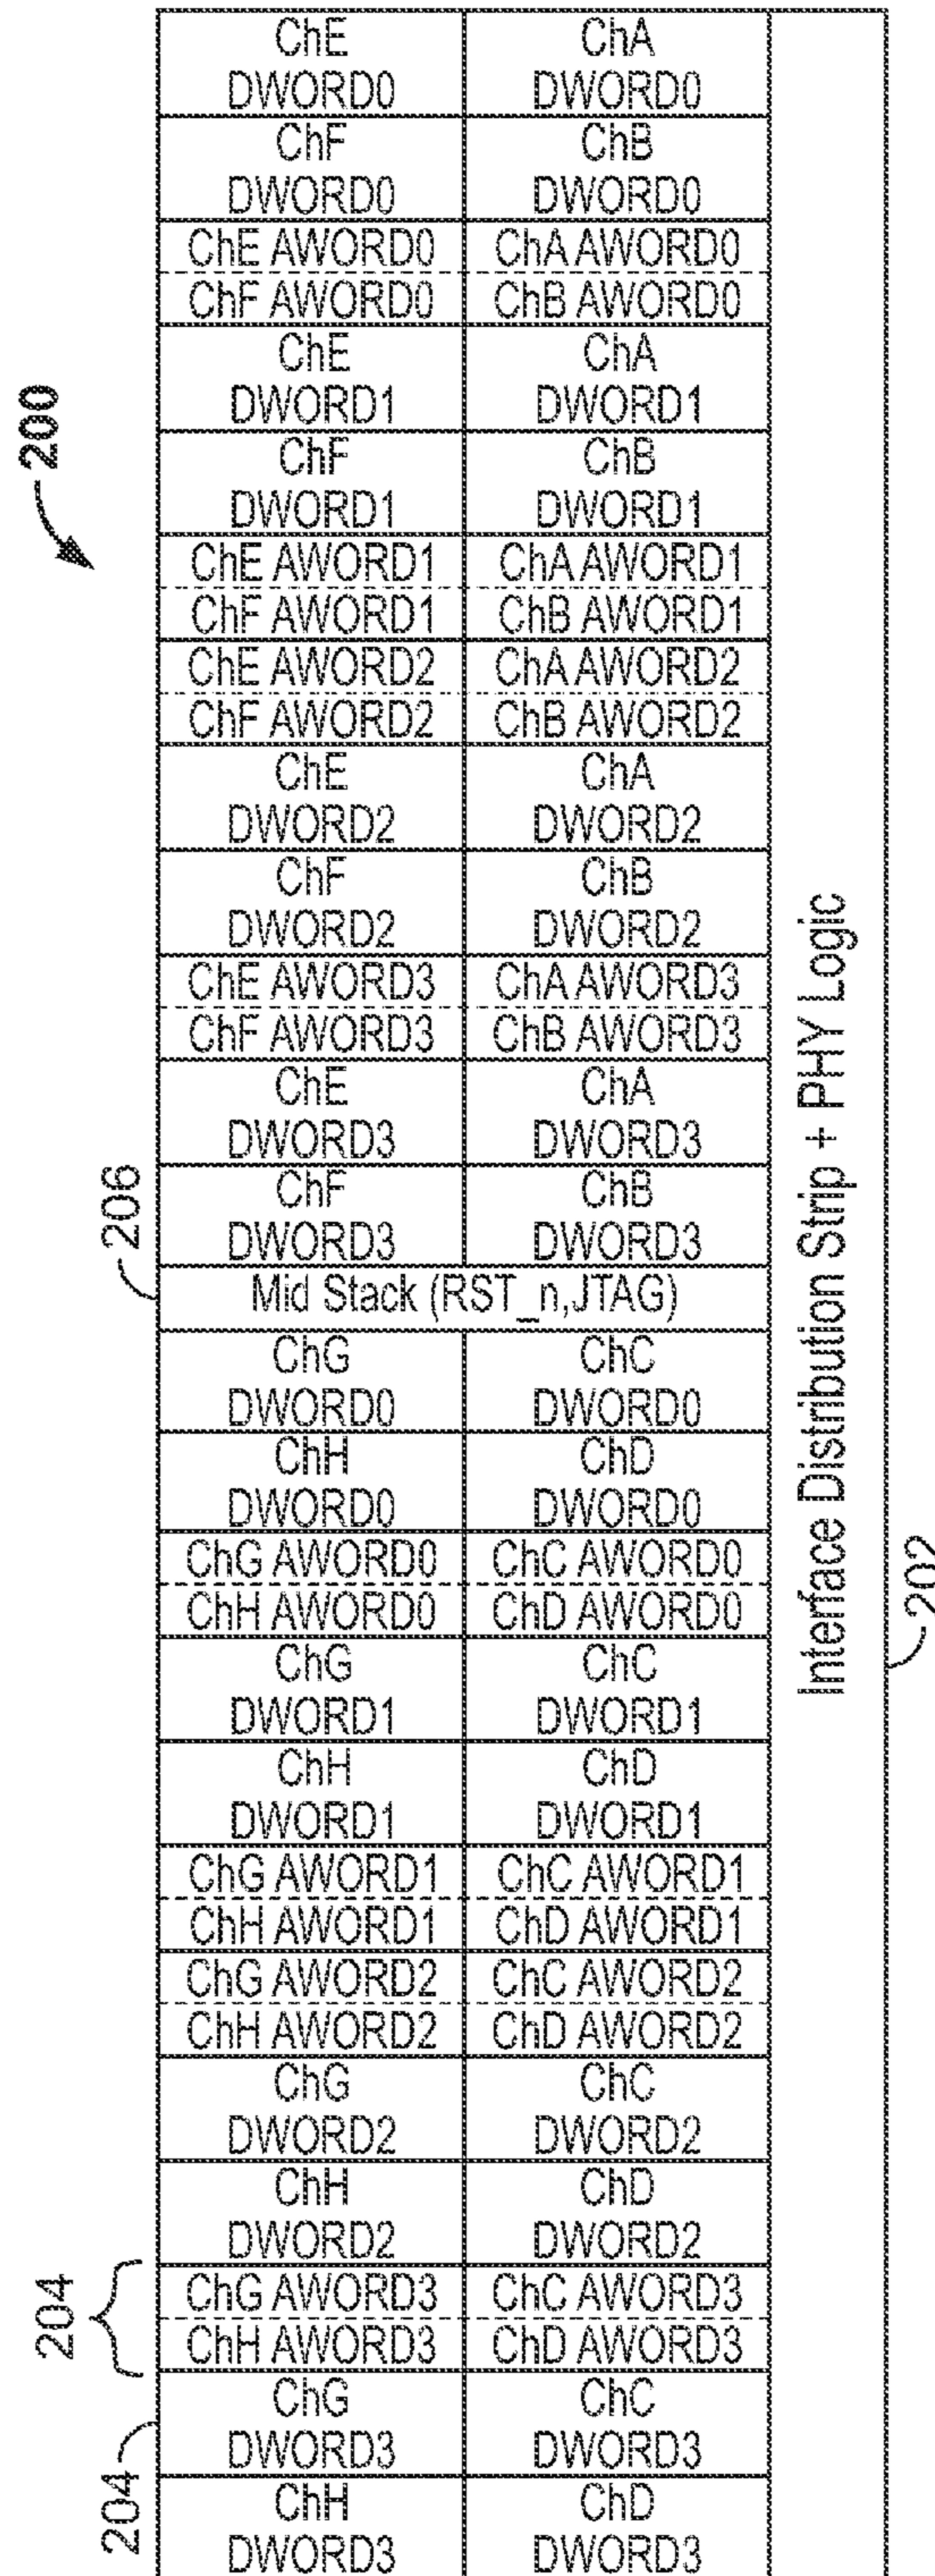 200
ChE
DWORD0
ChA
DWORD0
ChF
DWORD0
ChB
DWORD0
ChE AWORD0
ChA AWORD0
ChF AWORD0
ChB AWORD0
ChE
DWORD1
ChA
DWORD1
ChF
DWORD1
ChB
DWORD1
ChE AWORD1
ChA AWORD1
ChF AWORD1
ChB AWORD1
ChE AWORD2
ChA AWORD2
ChF AWORD2
ChB AWORD2
ChE
DWORD2
ChA
DWORD2
ChF
DWORD2
ChB
DWORD2
ChE AWORD3
ChA AWORD3
ChF AWORD3
ChB AWORD3
ChE
DWORD3
ChA
DWORD3
ChF
DWORD3
ChB
DWORD3
206
Mid Stack (RST_n,JTAG)
ChG
DWORD0
ChC
DWORD0
ChH
DWORD0
ChD
DWORD0
ChG AWORD0
ChC AWORD0
ChH AWORD0
ChD AWORD0
ChG
DWORD1
ChC
DWORD1
ChH
DWORD1
ChD
DWORD1
ChG AWORD1
ChC AWORD1
ChH AWORD1
ChD AWORD1
ChG AWORD2
ChC AWORD2
ChH AWORD2
ChD AWORD2
ChG
DWORD2
ChC
DWORD2
ChH
DWORD2
ChD
DWORD2
204
ChG AWORD3
ChC AWORD3
ChH AWORD3
ChD AWORD3
204
ChG
DWORD3
ChC
DWORD3
ChH
DWORD3
ChD
DWORD3
Interface Distribution Strip + PHY Logic
202